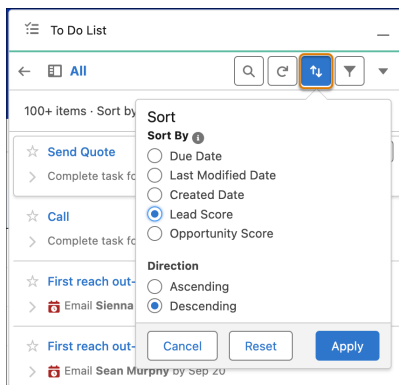 To Do List
All
100+ items · Sort by
Sort
Sort By
Due Date
Last Modified Date
Created Date
Lead Score
Opportunity Score
Direction
Ascending
Descending
Cancel Reset Apply
Send Quote
Complete task
Call
Complete task
First reach out-
Email Sienna
First reach out-
Email Sean Murphy by Sep 20